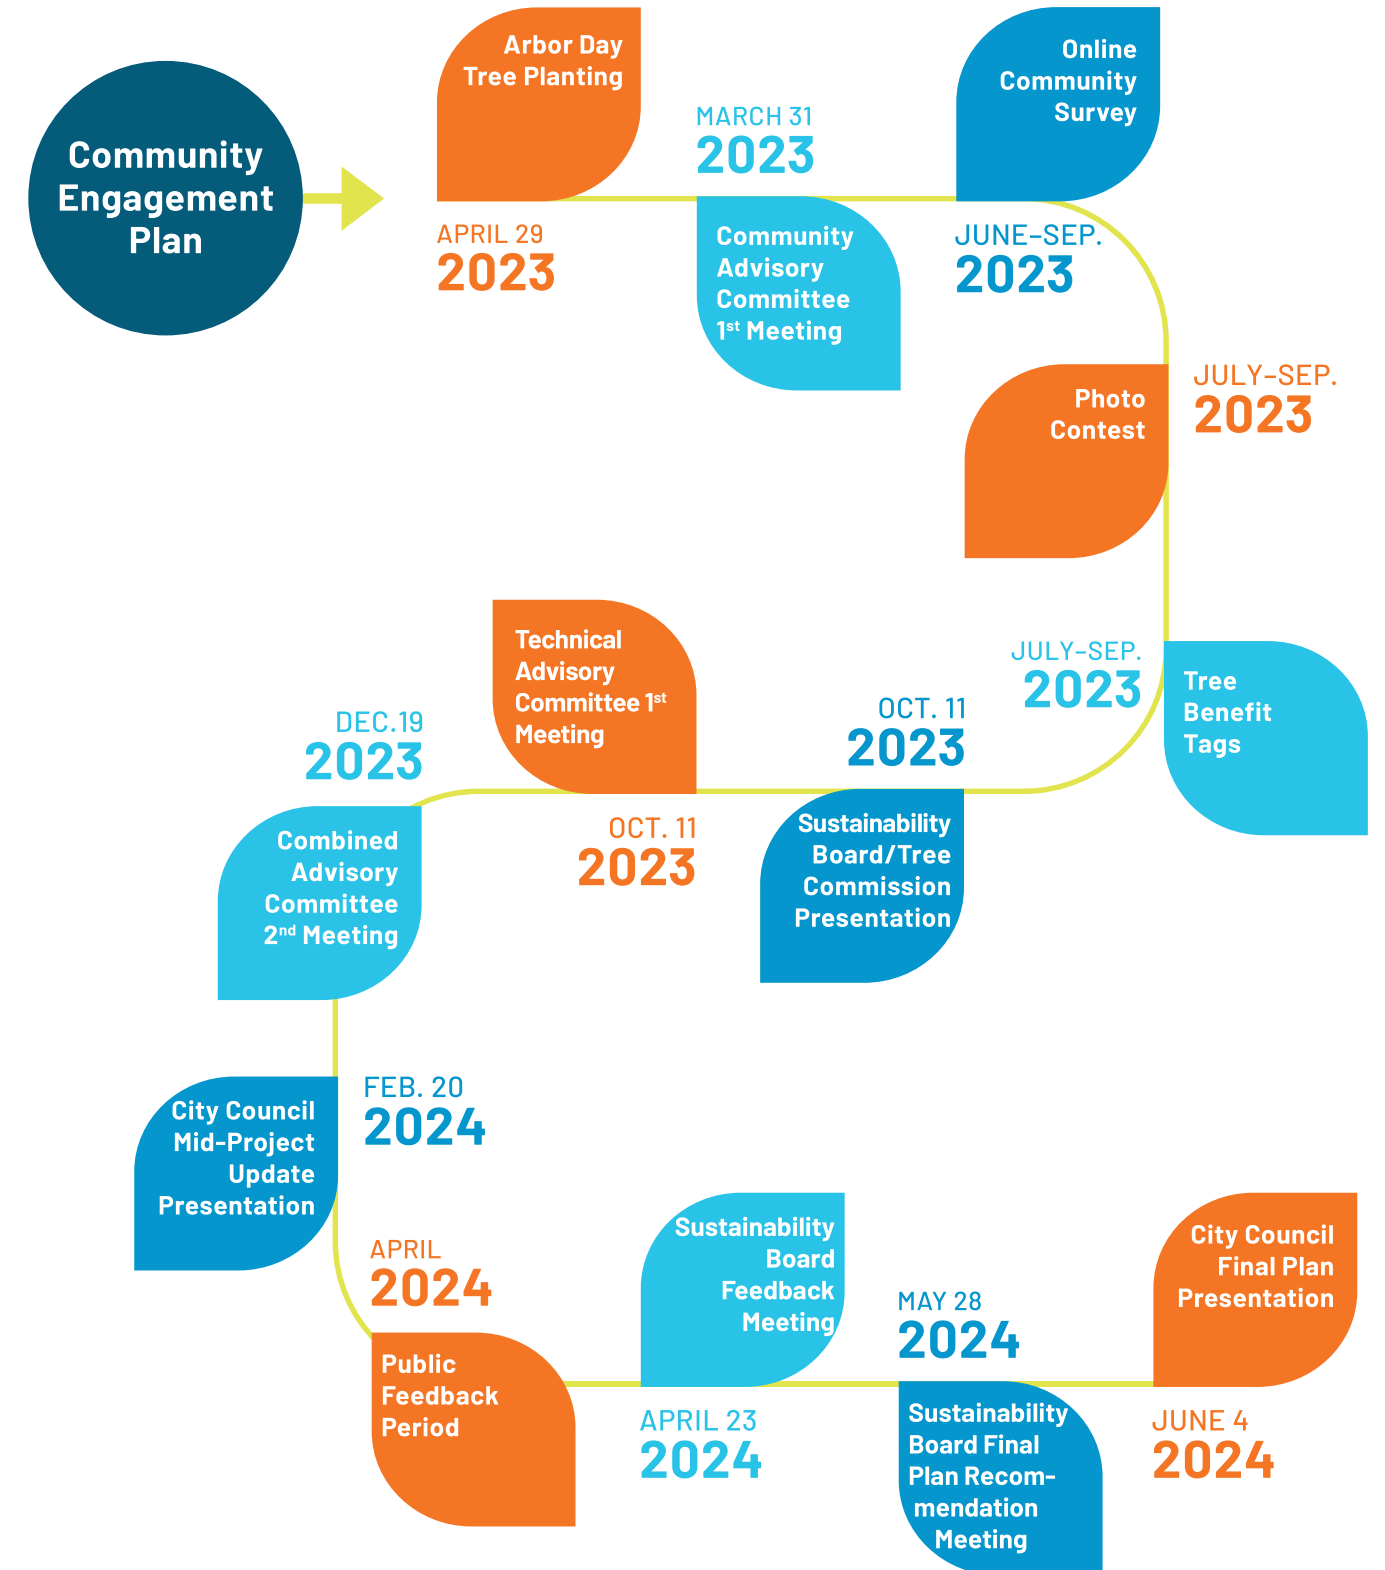 Community
Engagement
Plan
Arbor Day
Tree Planting
APRIL 29
2023
MARCH 31
2023
Community
Advisory
Committee
1st Meeting
Online
Community
Survey
JUNE–SEP.
2023
Photo
Contest
JULY–SEP.
2023
JULY–SEP.
2023
Tree
Benefit
Tags
OCT. 11
2023
Sustainability
Board/Tree
Commission
Presentation
Technical
Advisory
Committee 1st
Meeting
OCT. 11
2023
DEC.19
2023
Combined
Advisory
Committee
2nd Meeting
FEB. 20
2024
City Council
Mid-Project
Update
Presentation
APRIL
2024
Public
Feedback
Period
Sustainability
Board
Feedback
Meeting
APRIL 23
2024
MAY 28
2024
Sustainability
Board Final
Plan Recom-
mendation
Meeting
City Council
Final Plan
Presentation
JUNE 4
2024